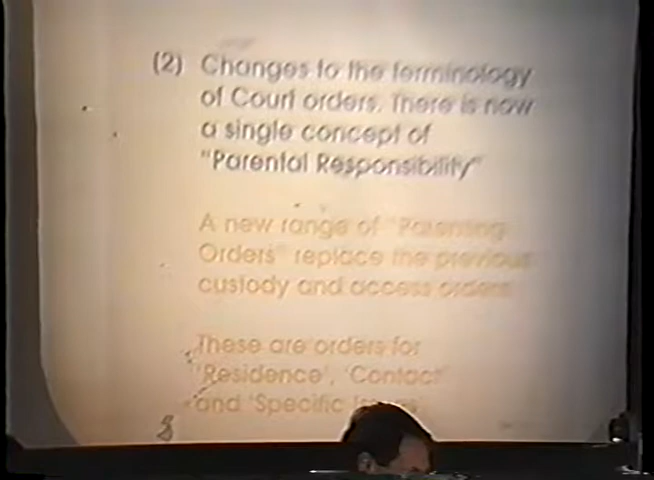 (2) Changes to the terminology
of Court orders. There is now
a single concept of
"Parental Responsibility"
A new range of "Parenting
Orders" replace the previous
custody and access orders
These are orders for
'Residence', 'Contact'
and 'Specific